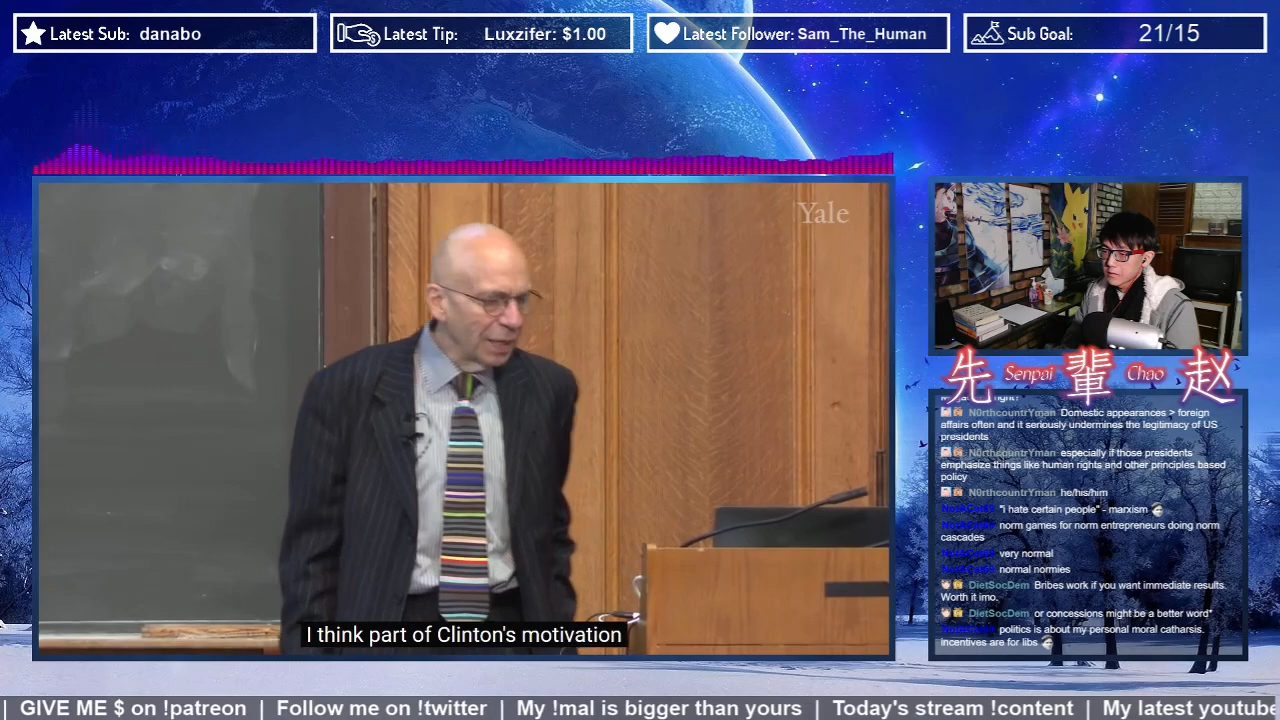 Latest Sub: danabo
Latest Tip: Luxzifer: $1.00
Latest Follower: Sam_The_Human
Sub Goal: 21/15
Yale
I think part of Clinton's motivation
先 Senpai 輩 Chao 赵
right?
N0rthcountrYman Domestic appearances > foreign
affairs often and it seriously undermines the legitimacy of US
presidents
N0rthcountrYman especially if those presidents
emphasize things like human rights and other principles based
policy
N0rthcountrYman he/his/him
"i hate certain people" - marxism
norm games for norm entrepreneurs doing norm
cascades
very normal
normal normies
DietSocDem Bribes work if you want immediate results.
Worth it imo.
DietSocDem or concessions might be a better word*
politics is about my personal moral catharsis.
incentives are for libs
| GIVE ME $ on !patreon | Follow me on !twitter | My !mal is bigger than yours | Today's stream !content | My latest youtube